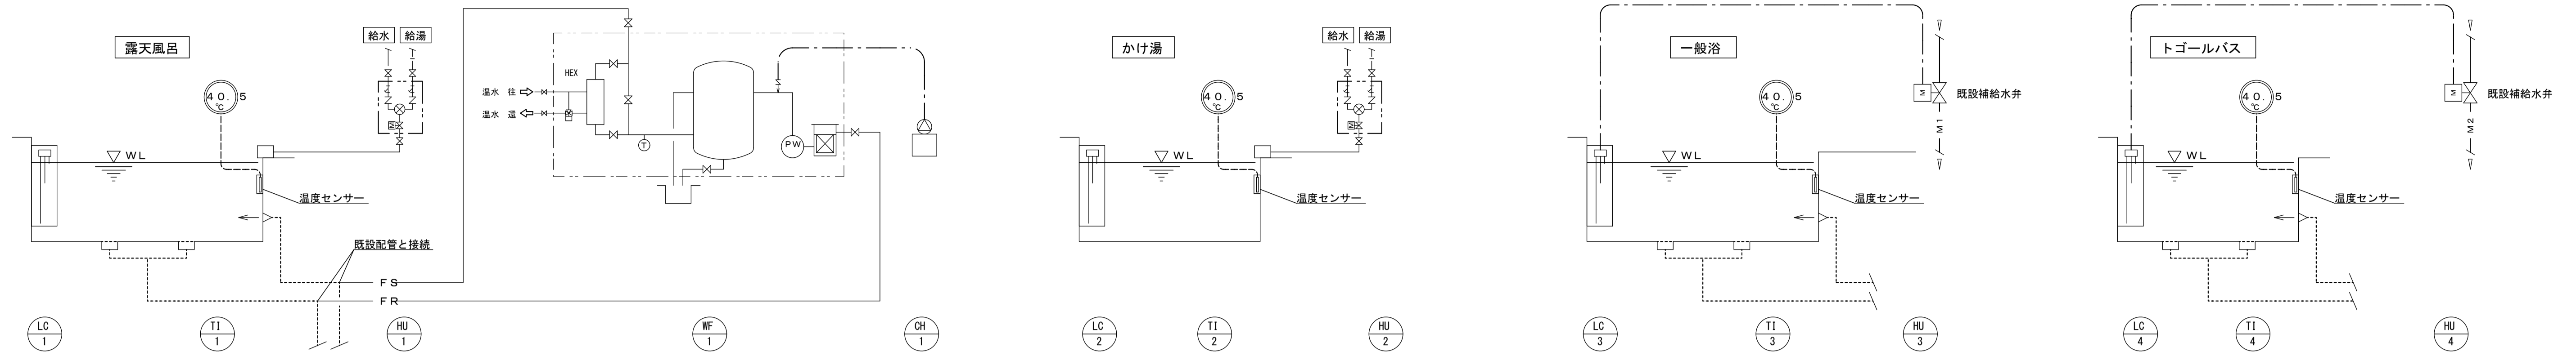 露天風呂
給水
給湯
40.5
℃
WL
温度センサー
既設配管と接続
FS
FR
HEX
温水 往
温水 還
T
PW
M
LC
1
TI
1
HU
1
WF
1
CH
1
かけ湯
給水
給湯
40.5
℃
WL
温度センサー
M
LC
2
TI
2
HU
2
一般浴
40.5
℃
WL
温度センサー
M
既設補給水弁
M1
LC
3
TI
3
HU
3
トゴールバス
40.5
℃
WL
温度センサー
M
既設補給水弁
M2
LC
4
TI
4
HU
4